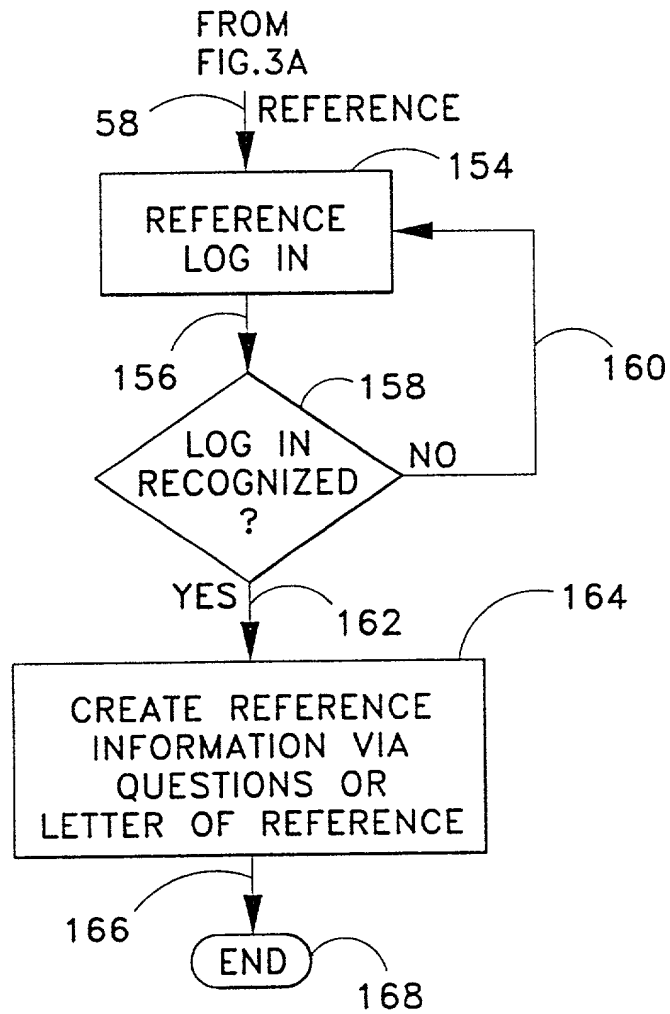 FROM
FIG.3A
58
REFERENCE
154
REFERENCE
LOG IN
156
158
160
LOG IN
RECOGNIZED
?
NO
YES
162
164
CREATE REFERENCE
INFORMATION VIA
QUESTIONS OR
LETTER OF REFERENCE
166
END
168